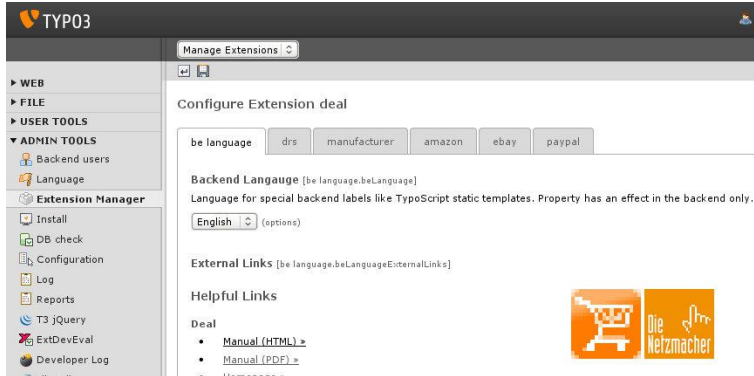 TYPO3
Manage Extensions
WEB
FILE
USER TOOLS
ADMIN TOOLS
Backend users
Language
Extension Manager
Install
DB check
Configuration
Log
Reports
T3 jQuery
ExtDevEval
Developer Log
Configure Extension deal
be language
drs
manufacturer
amazon
ebay
paypal
Backend Langauge [be language.beLanguage]
Language for special backend labels like TypoScript static templates. Property has an effect in the backend only.
English (options)
External Links [be language.beLanguageExternalLinks]
Helpful Links
Deal
• Manual (HTML) »
• Manual (PDF) »
Die
Netzmacher